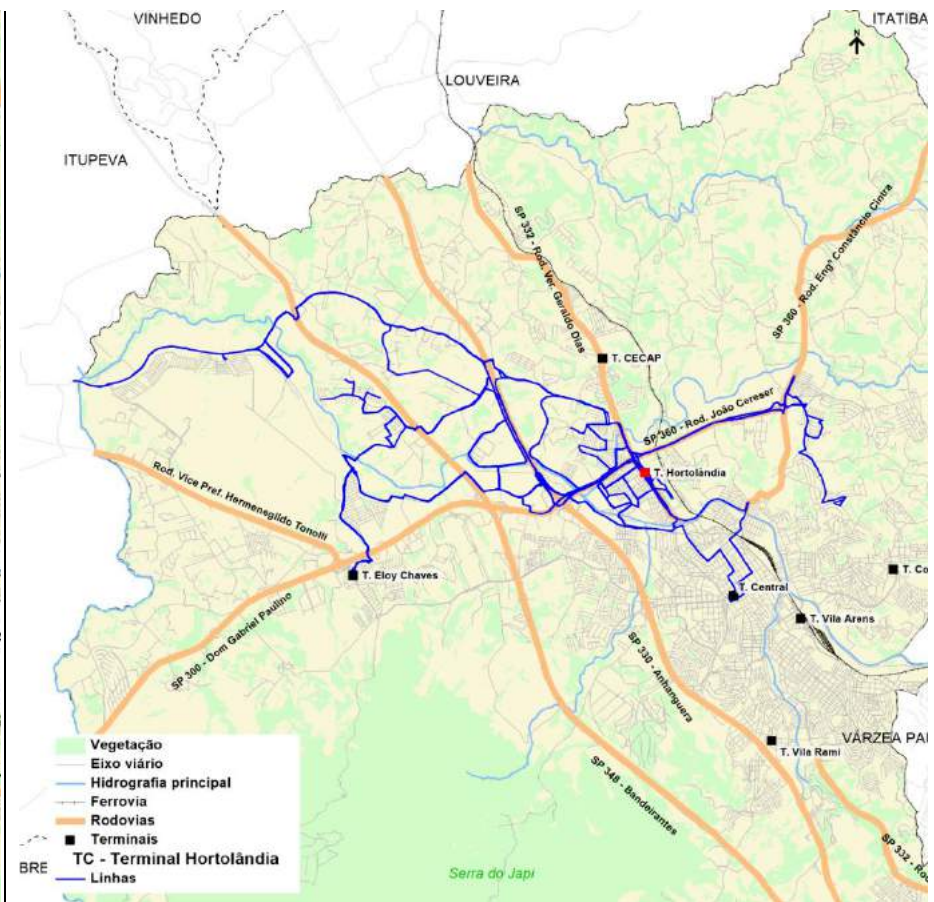 VINHEDO
ITATIBA
N
LOUVEIRA
ITUPEVA
SP 332 - Rod. Ver. Geraldo Dias
SP 360 - Rod. Engº Constâncio Cintra
T. CECAP
SP 360 - Rod. João Cereser
T. Hortolândia
Rod. Vice Pref. Hermenegildo Tonolli
T. Eloy Chaves
T. Central
T. Co
T. Vila Arens
SP 300 - Dom Gabriel Paulino
SP 330 - Anhanguera
T. Vila Rami
VÁRZEA PAU
SP 348 - Bandeirantes
SP 332 - Rod
Serra do Japi
BRE
Vegetação
Eixo viário
Hidrografia principal
Ferrovia
Rodovias
Terminais
TC - Terminal Hortolândia
Linhas